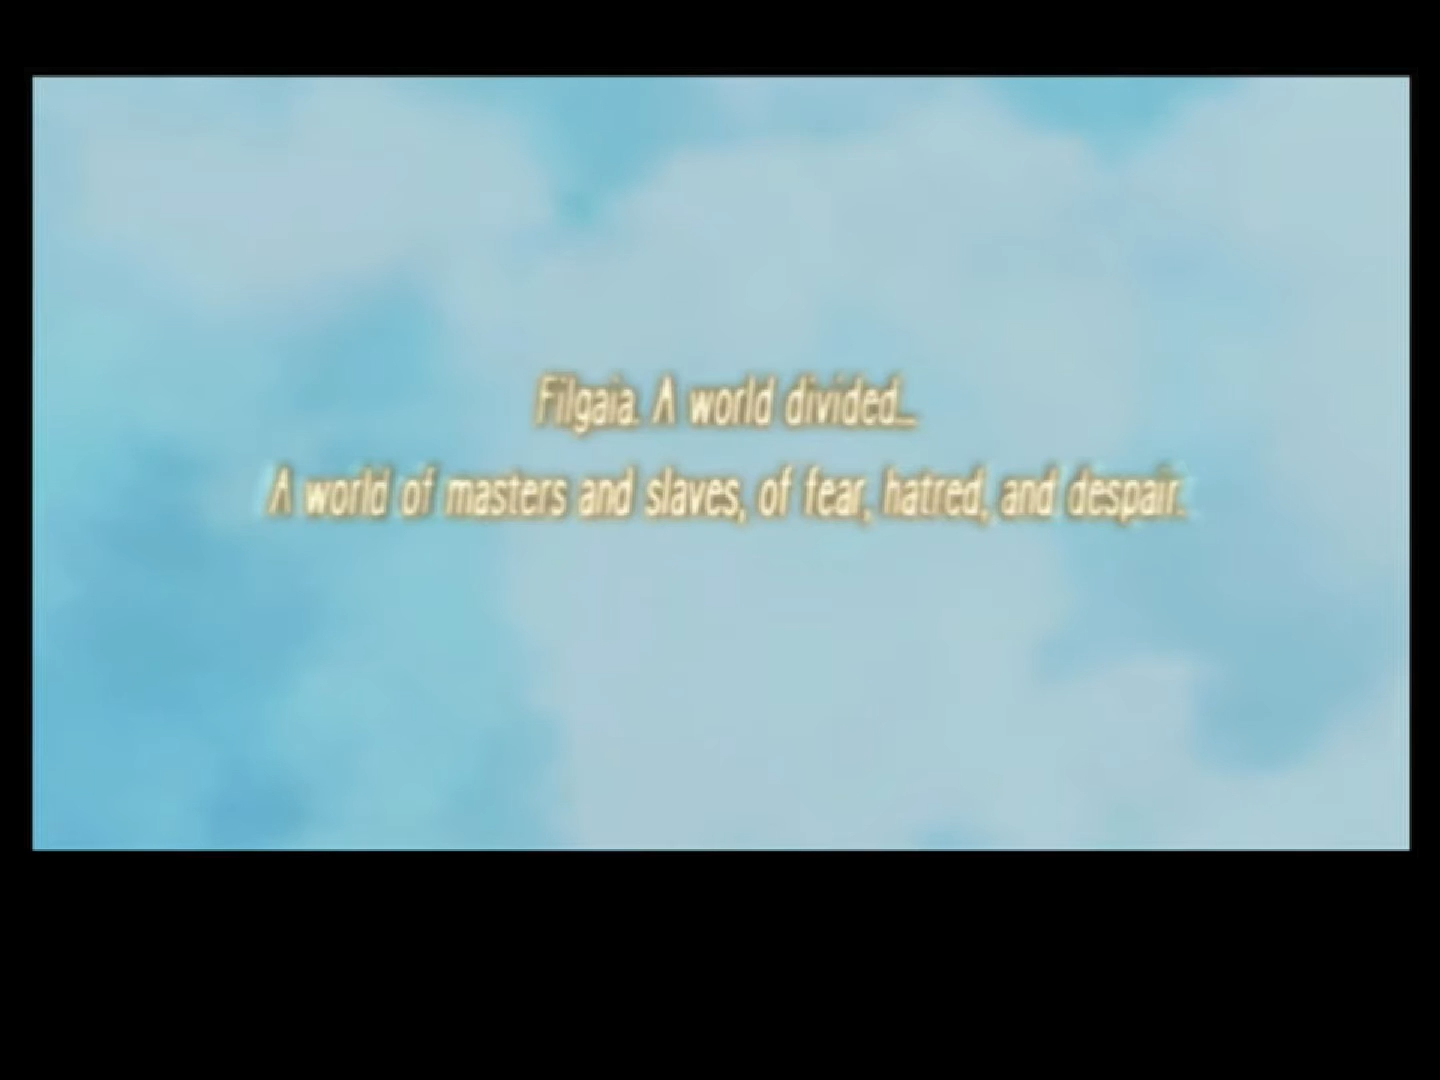 Filgaia. A world divided...
A world of masters and slaves, of fear, hatred, and despair.